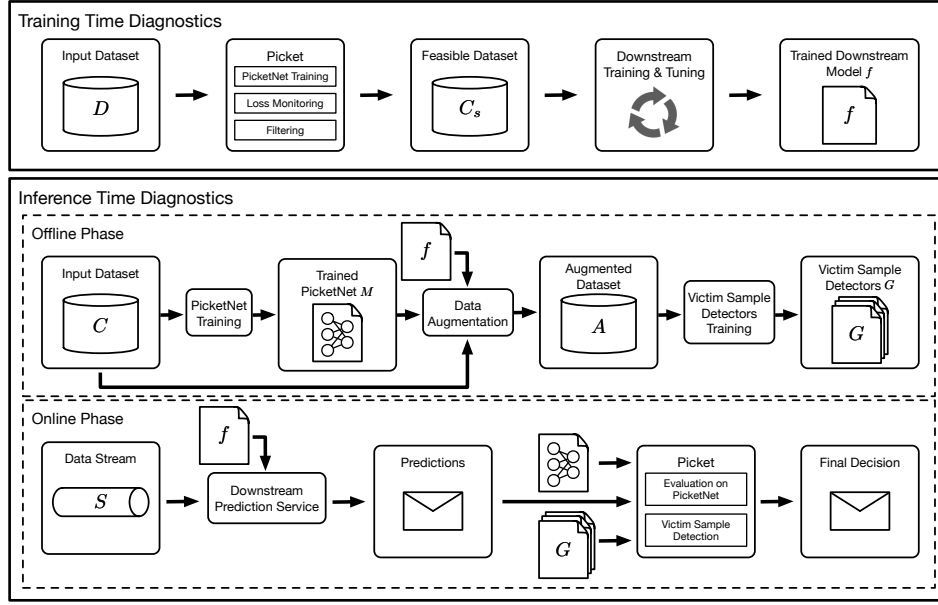 Training Time Diagnostics
Input Dataset
D
Picket
PicketNet Training
Loss Monitoring
Filtering
Feasible Dataset
C_s
Downstream
Training & Tuning
Trained Downstream
Model f
f
Inference Time Diagnostics
Offline Phase
Input Dataset
C
PicketNet
Training
Trained
PicketNet M
f
Data
Augmentation
Augmented
Dataset
A
Victim Sample
Detectors
Training
Victim Sample
Detectors G
G
Online Phase
Data Stream
S
f
Downstream
Prediction Service
Predictions
G
Picket
Evaluation on
PicketNet
Victim Sample
Detection
Final Decision